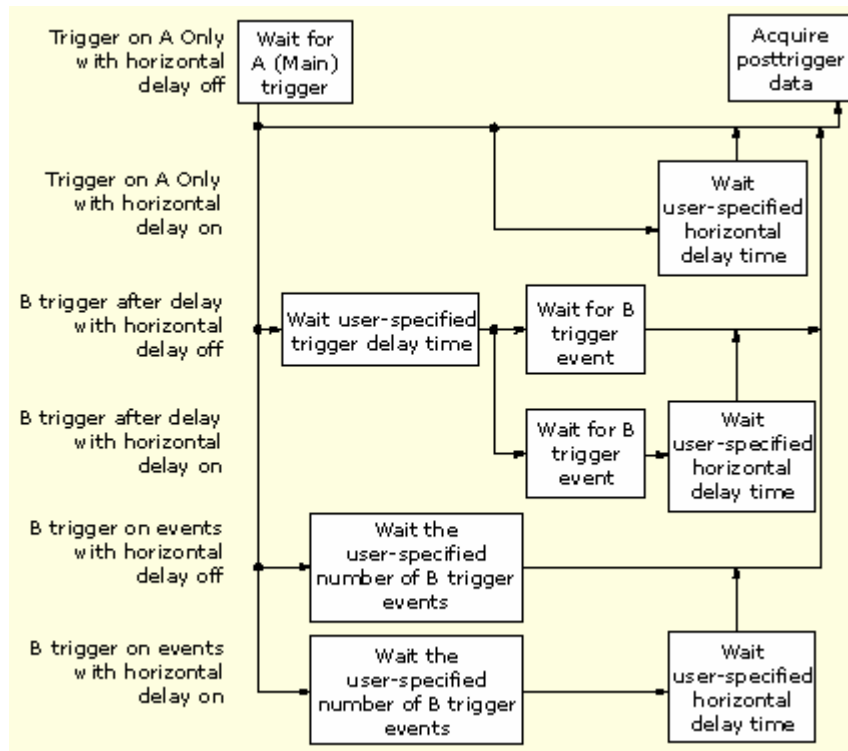 Trigger on A Only
with horizontal
delay off
Wait for
A (Main)
trigger
Acquire
posttrigger
data
Trigger on A Only
with horizontal
delay on
Wait
user-specified
horizontal
delay time
B trigger after delay
with horizontal
delay off
Wait user-specified
trigger delay time
Wait for B
trigger
event
B trigger after delay
with horizontal
delay on
Wait for B
trigger
event
Wait
user-specified
horizontal
delay time
B trigger on events
with horizontal
delay off
Wait the
user-specified
number of B trigger
events
B trigger on events
with horizontal
delay on
Wait the
user-specified
number of B trigger
events
Wait
user-specified
horizontal
delay time